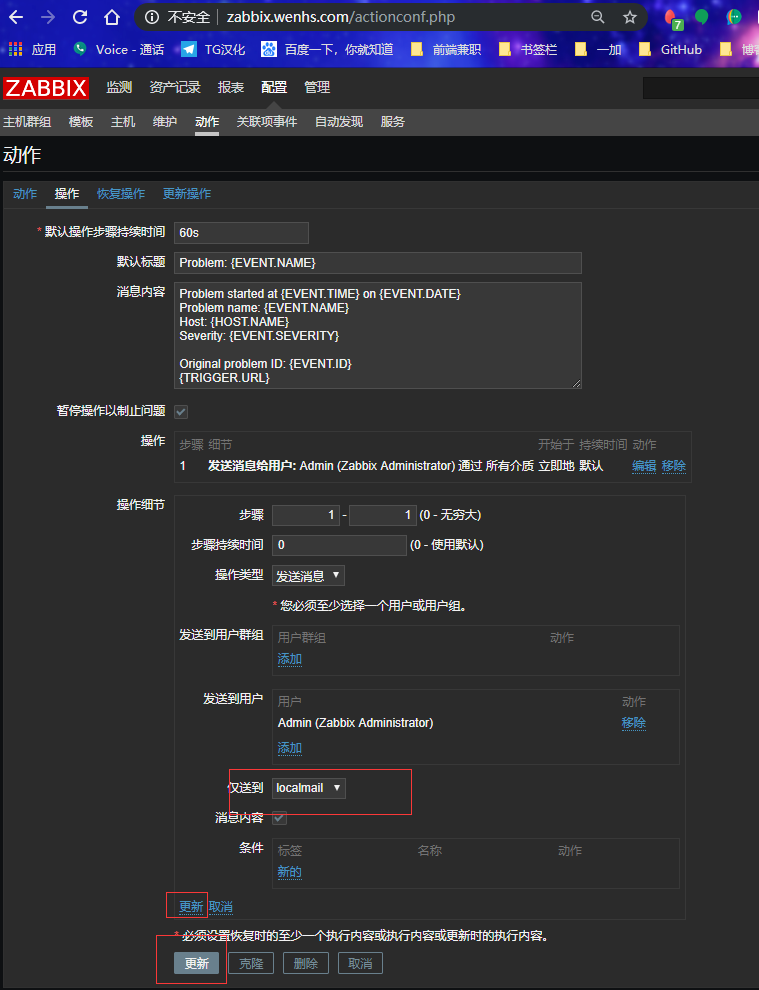 不安全 | zabbix.wenhs.com/actionconf.php
7
应用 Voice - 通话 TG汉化 百度一下，你就知道 前端兼职 书签栏 一加 GitHub
ZABBIX 监测 资产记录 报表 配置 管理
主机群组 模板 主机 维护 动作 关联项事件 自动发现 服务
动作
动作 操作 恢复操作 更新操作
* 默认操作步骤持续时间 60s
默认标题 Problem: {EVENT.NAME}
消息内容 Problem started at {EVENT.TIME} on {EVENT.DATE}
Problem name: {EVENT.NAME}
Host: {HOST.NAME}
Severity: {EVENT.SEVERITY}
Original problem ID: {EVENT.ID}
{TRIGGER.URL}
暂停操作以制止问题
操作 步骤 细节 开始于 持续时间 动作
1 发送消息给用户: Admin (Zabbix Administrator) 通过 所有介质 立即地 默认 编辑 移除
操作细节
步骤 1 - 1 (0 - 无穷大)
步骤持续时间 0 (0 - 使用默认)
操作类型 发送消息
* 您必须至少选择一个用户或用户组。
发送到用户群组 用户群组 动作
添加
发送到用户 用户 动作
Admin (Zabbix Administrator) 移除
添加
仅送到 localmail
消息内容
条件 标签 名称 动作
新的
更新 取消
* 必须设置恢复时的至少一个执行内容或执行内容或更新时的执行内容。
更新 克隆 删除 取消